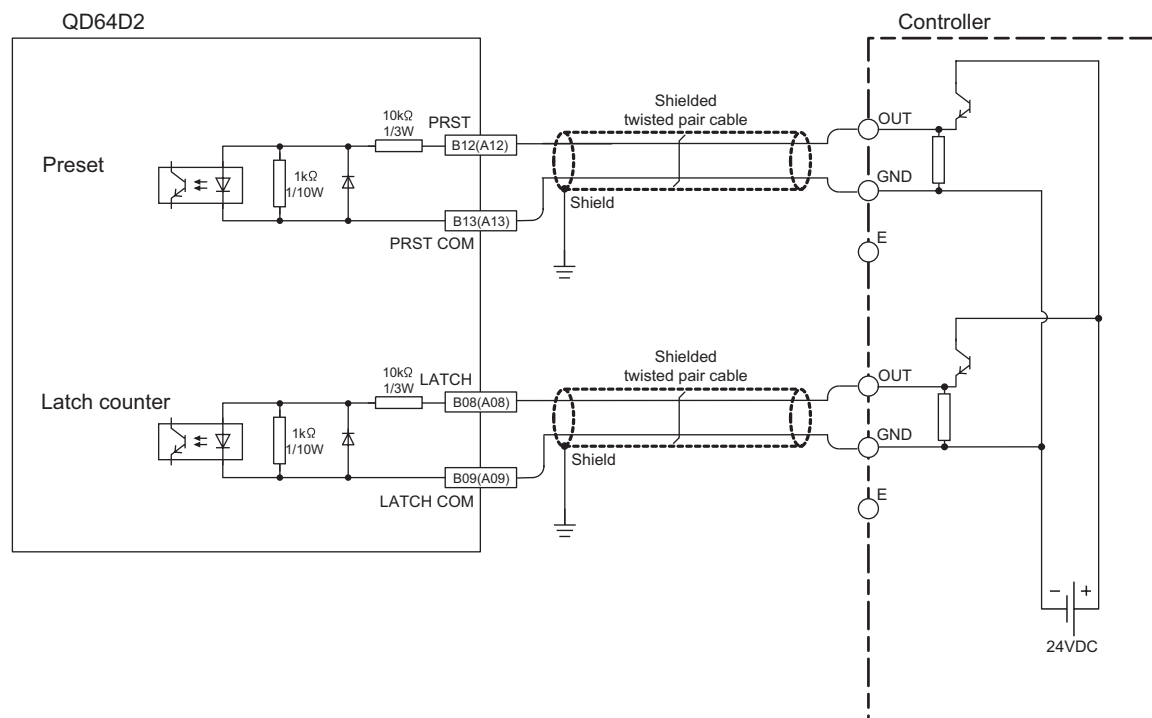 QD64D2
Controller
Preset
10kΩ
1/3W
PRST
1kΩ
1/10W
B12(A12)
B13(A13)
PRST COM
Shielded
twisted pair cable
Shield
OUT
GND
E
Latch counter
10kΩ
1/3W
LATCH
1kΩ
1/10W
B08(A08)
B09(A09)
LATCH COM
Shielded
twisted pair cable
Shield
OUT
GND
E
− +
24VDC